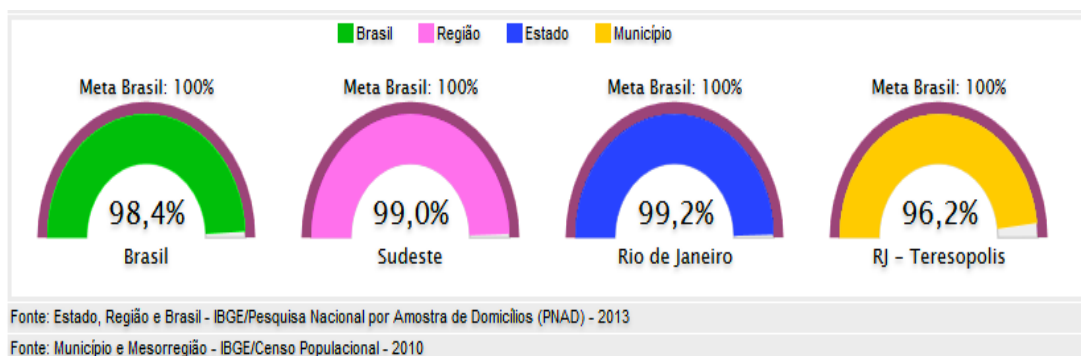 Brasil Região Estado Município
Meta Brasil: 100% Meta Brasil: 100% Meta Brasil: 100% Meta Brasil: 100%
98,4% 99,0% 99,2% 96,2%
Brasil Sudeste Rio de Janeiro RJ - Teresopolis
Fonte: Estado, Região e Brasil - IBGE/Pesquisa Nacional por Amostra de Domicílios (PNAD) - 2013
Fonte: Município e Mesorregião - IBGE/Censo Populacional - 2010